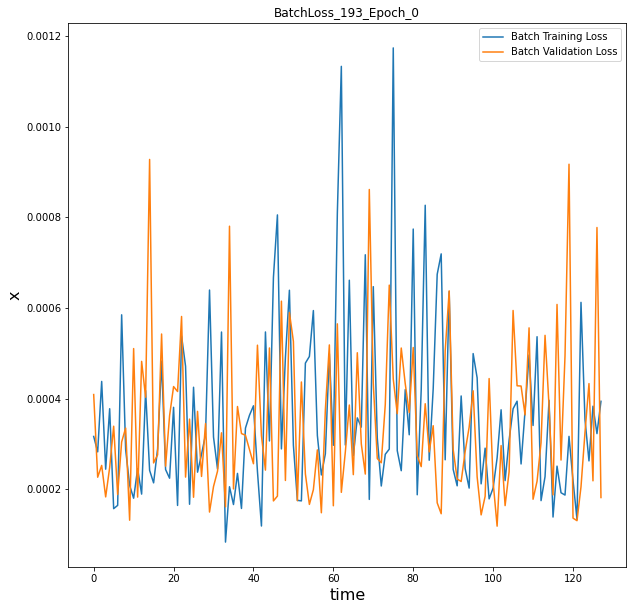 BatchLoss_193_Epoch_0
Batch Training Loss
Batch Validation Loss
0.0012
0.0010
0.0008
0.0006
0.0004
0.0002
x
0 20 40 60 80 100 120
time